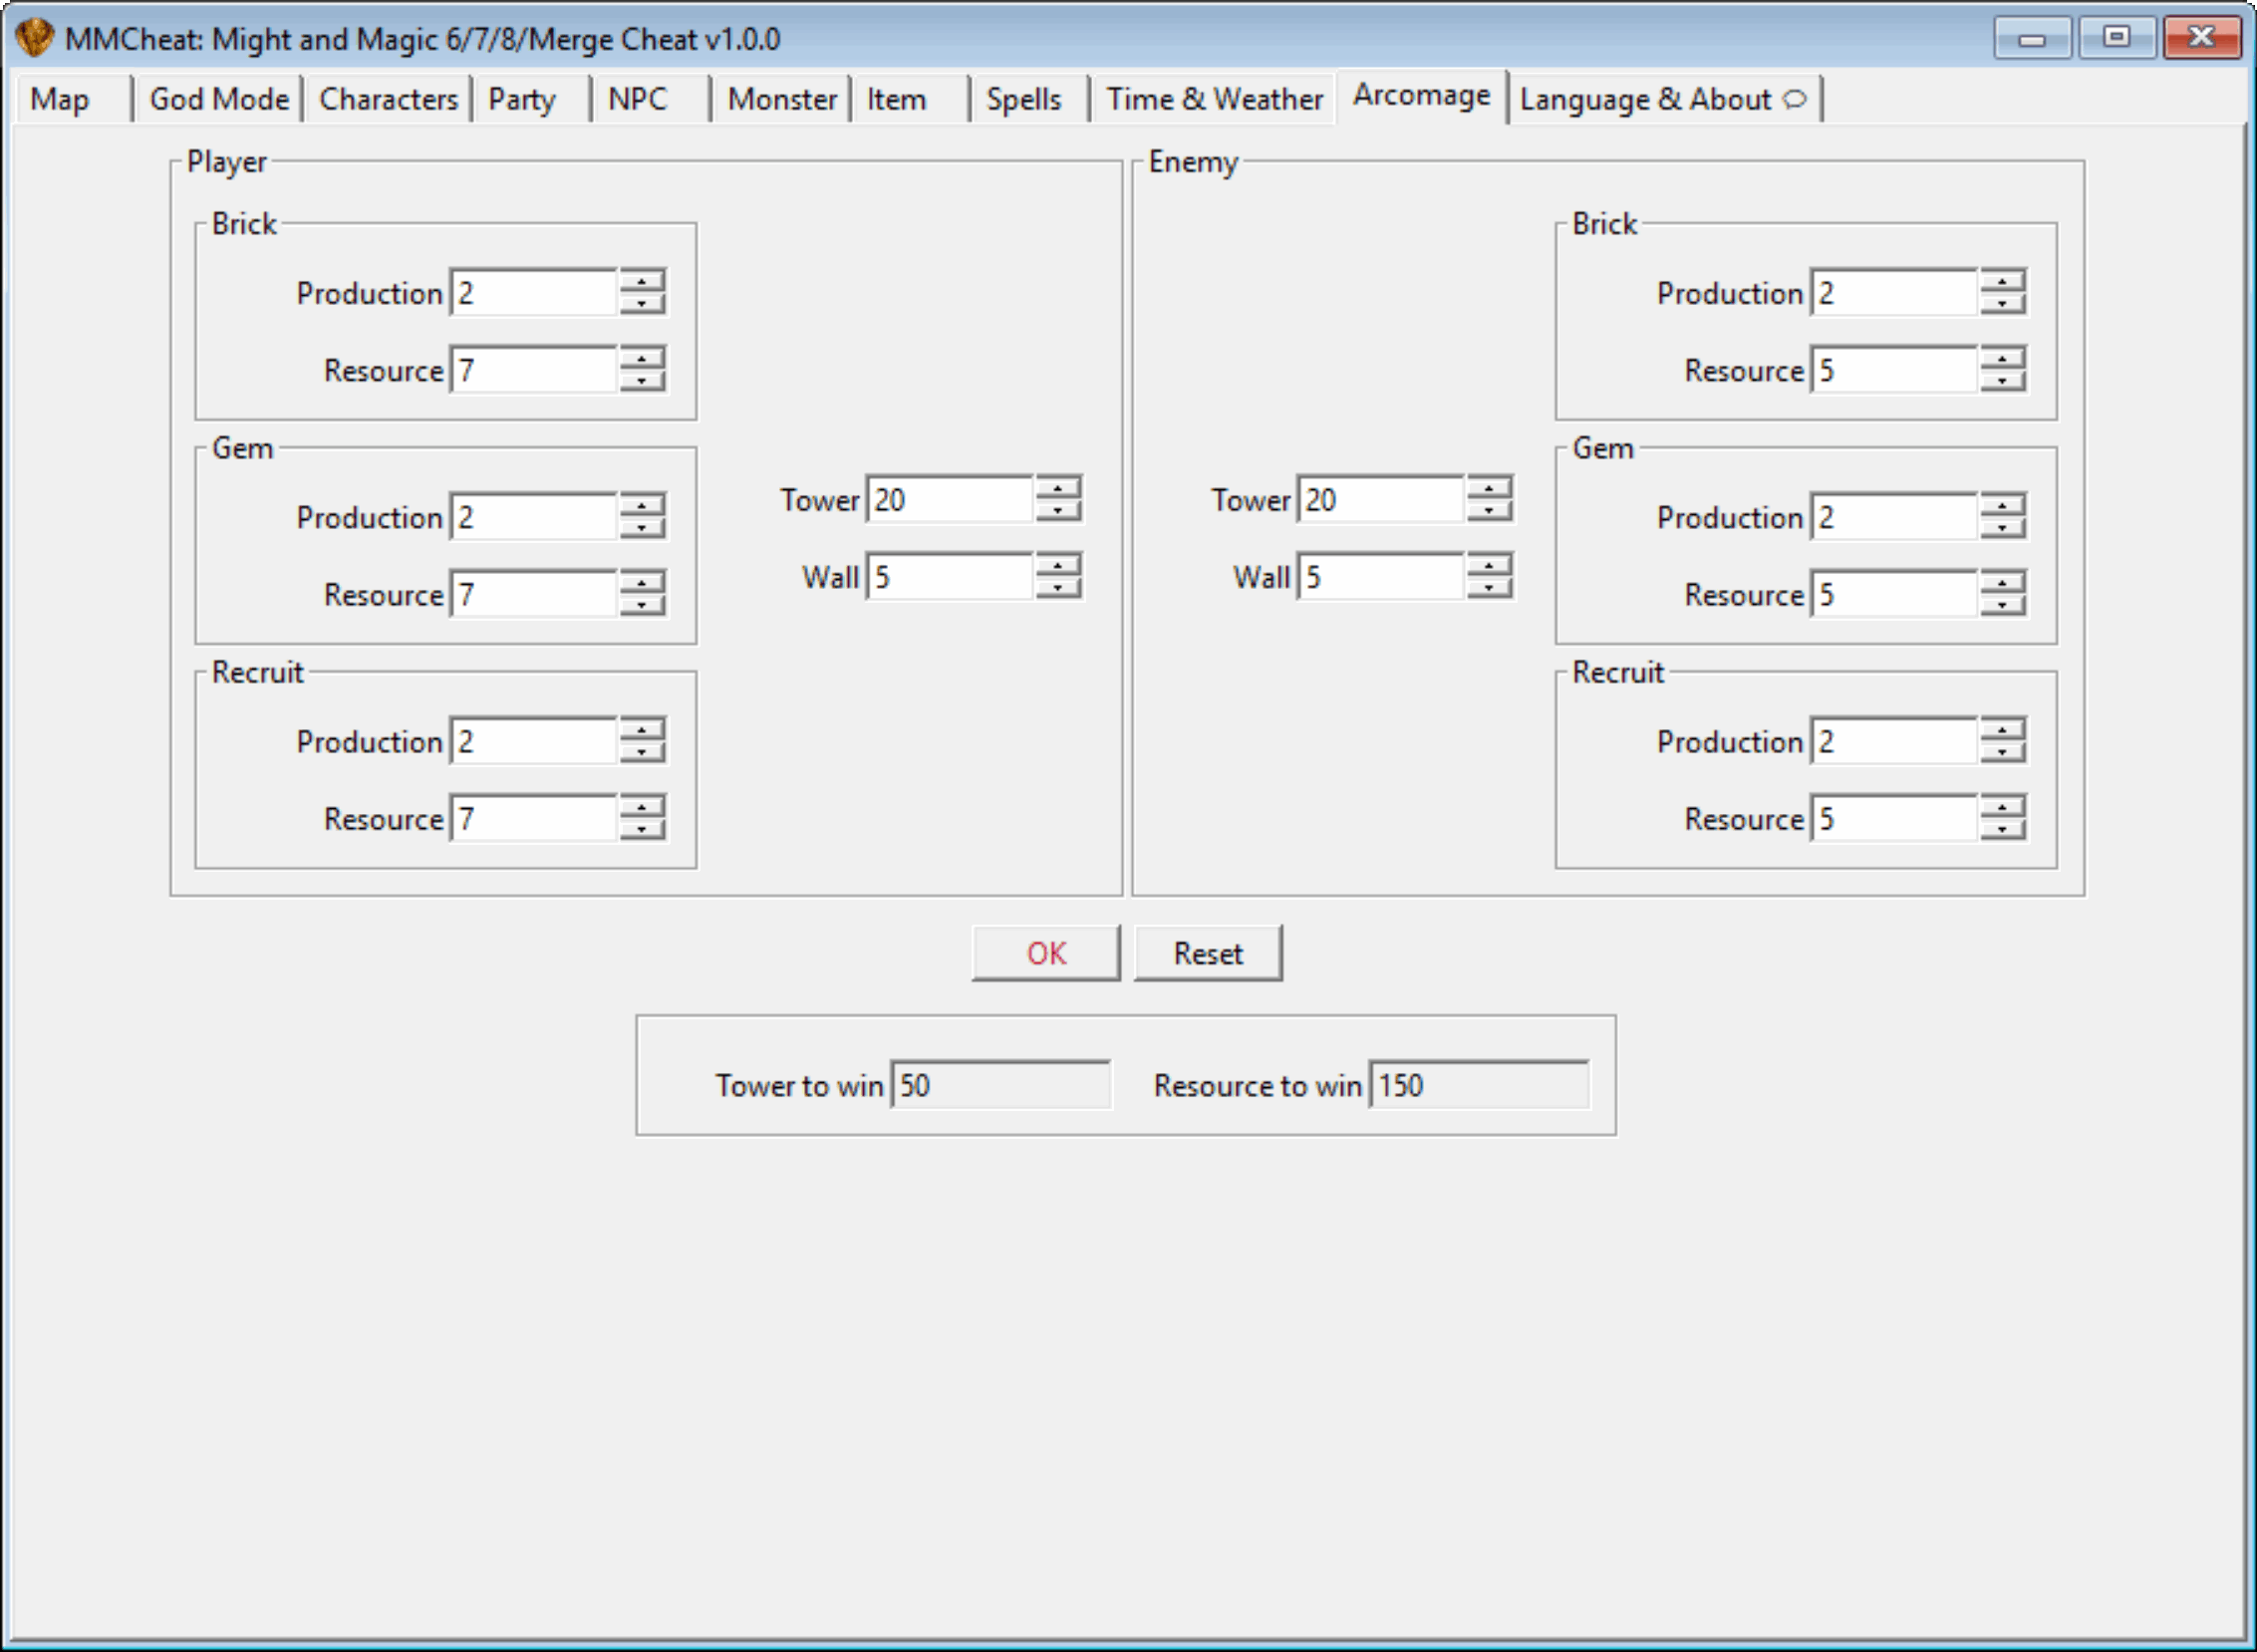 MMCheat: Might and Magic 6/7/8/Merge Cheat v1.0.0
Map God Mode Characters Party NPC Monster Item Spells Time & Weather Arcomage Language & About
Player
Brick
Production 2
Resource 7
Gem
Production 2
Resource 7
Recruit
Production 2
Resource 7
Tower 20
Wall 5
Enemy
Tower 20
Wall 5
Brick
Production 2
Resource 5
Gem
Production 2
Resource 5
Recruit
Production 2
Resource 5
OK Reset
Tower to win 50 Resource to win 150